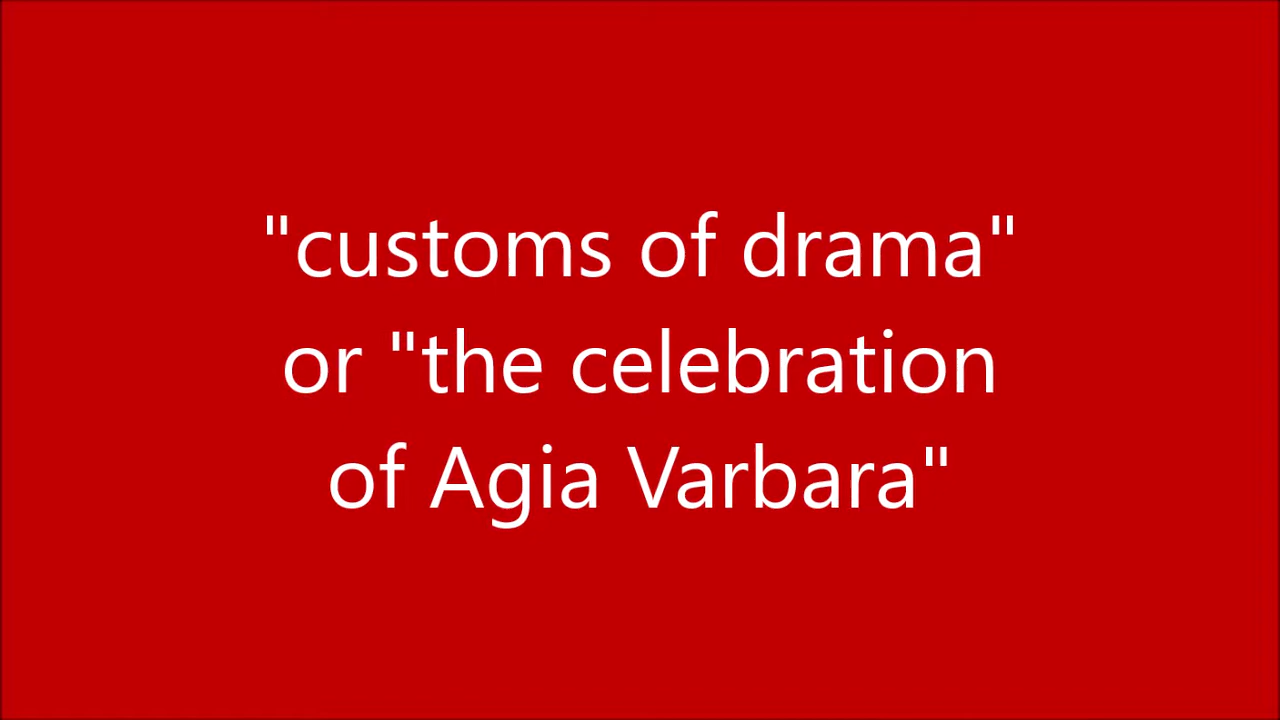 "customs of drama"
or "the celebration
of Agia Varbara"